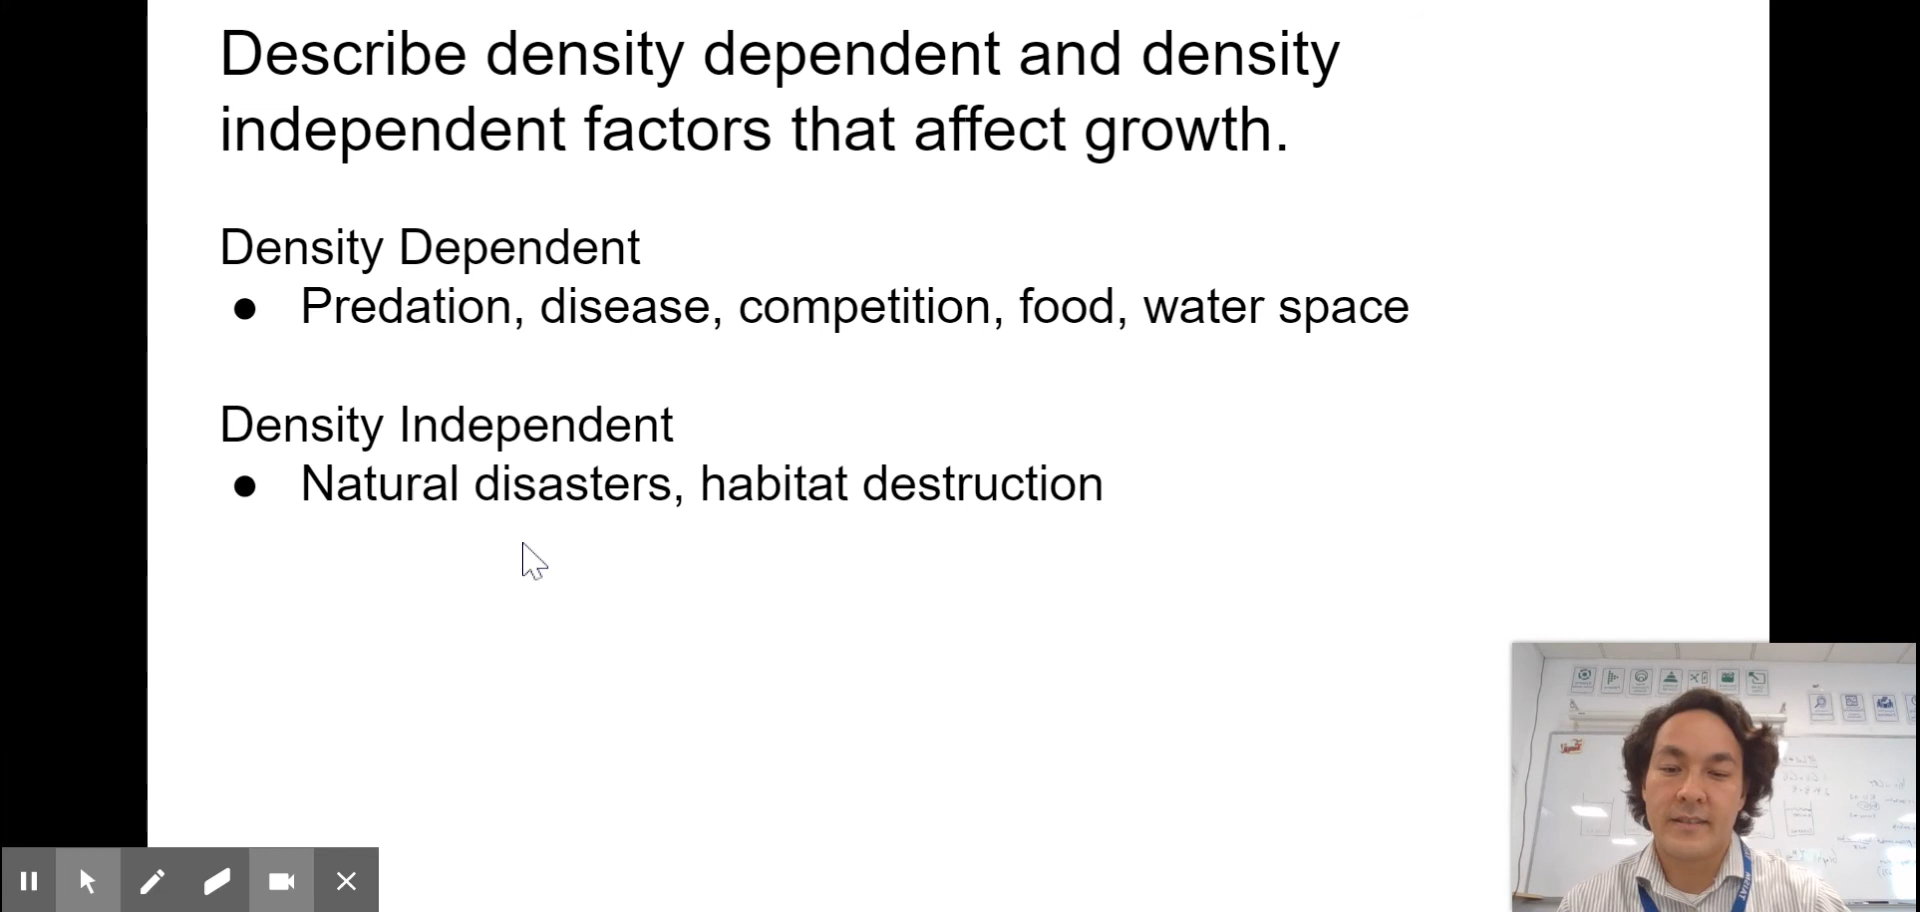 Describe density dependent and density
independent factors that affect growth.
Density Dependent
● Predation, disease, competition, food, water space
Density Independent
● Natural disasters, habitat destruction